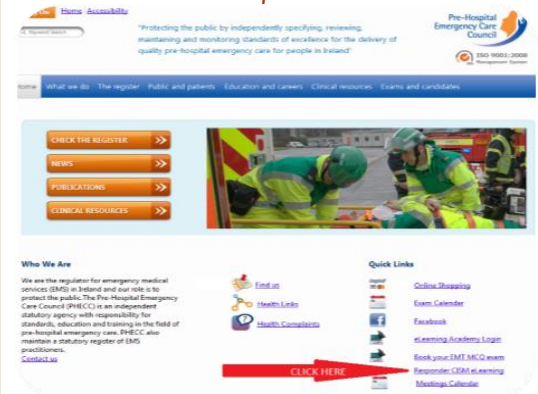 Home Accessibility
Keyword Search
"Protecting the public by independently specifying, reviewing,
maintaining and monitoring standards of excellence for the delivery of
quality pre-hospital emergency care for people in Ireland"
Pre-Hospital
Emergency Care
Council
ISO 9001:2008
Management System
Home What we do The register Public and patients Education and careers Clinical resources Exams and candidates
CHECK THE REGISTER
NEWS
PUBLICATIONS
CLINICAL RESOURCES
Who We Are
We are the regulator for emergency medical
services (EMS) in Ireland and our role is to
protect the public. The Pre-Hospital Emergency
Care Council (PHECC) is an independent
statutory agency with responsibility for
standards, education and training in the field of
pre-hospital emergency care. PHECC also
maintain a statutory register of EMS
practitioners.
Contact us
Find us
Health Links
Health Complaints
Quick Links
Online Shopping
Exam Calendar
Facebook
eLearning Academy Login
Book your EMT MCQ exam
CLICK HERE
Responder CISM eLearning
Meetings Calendar